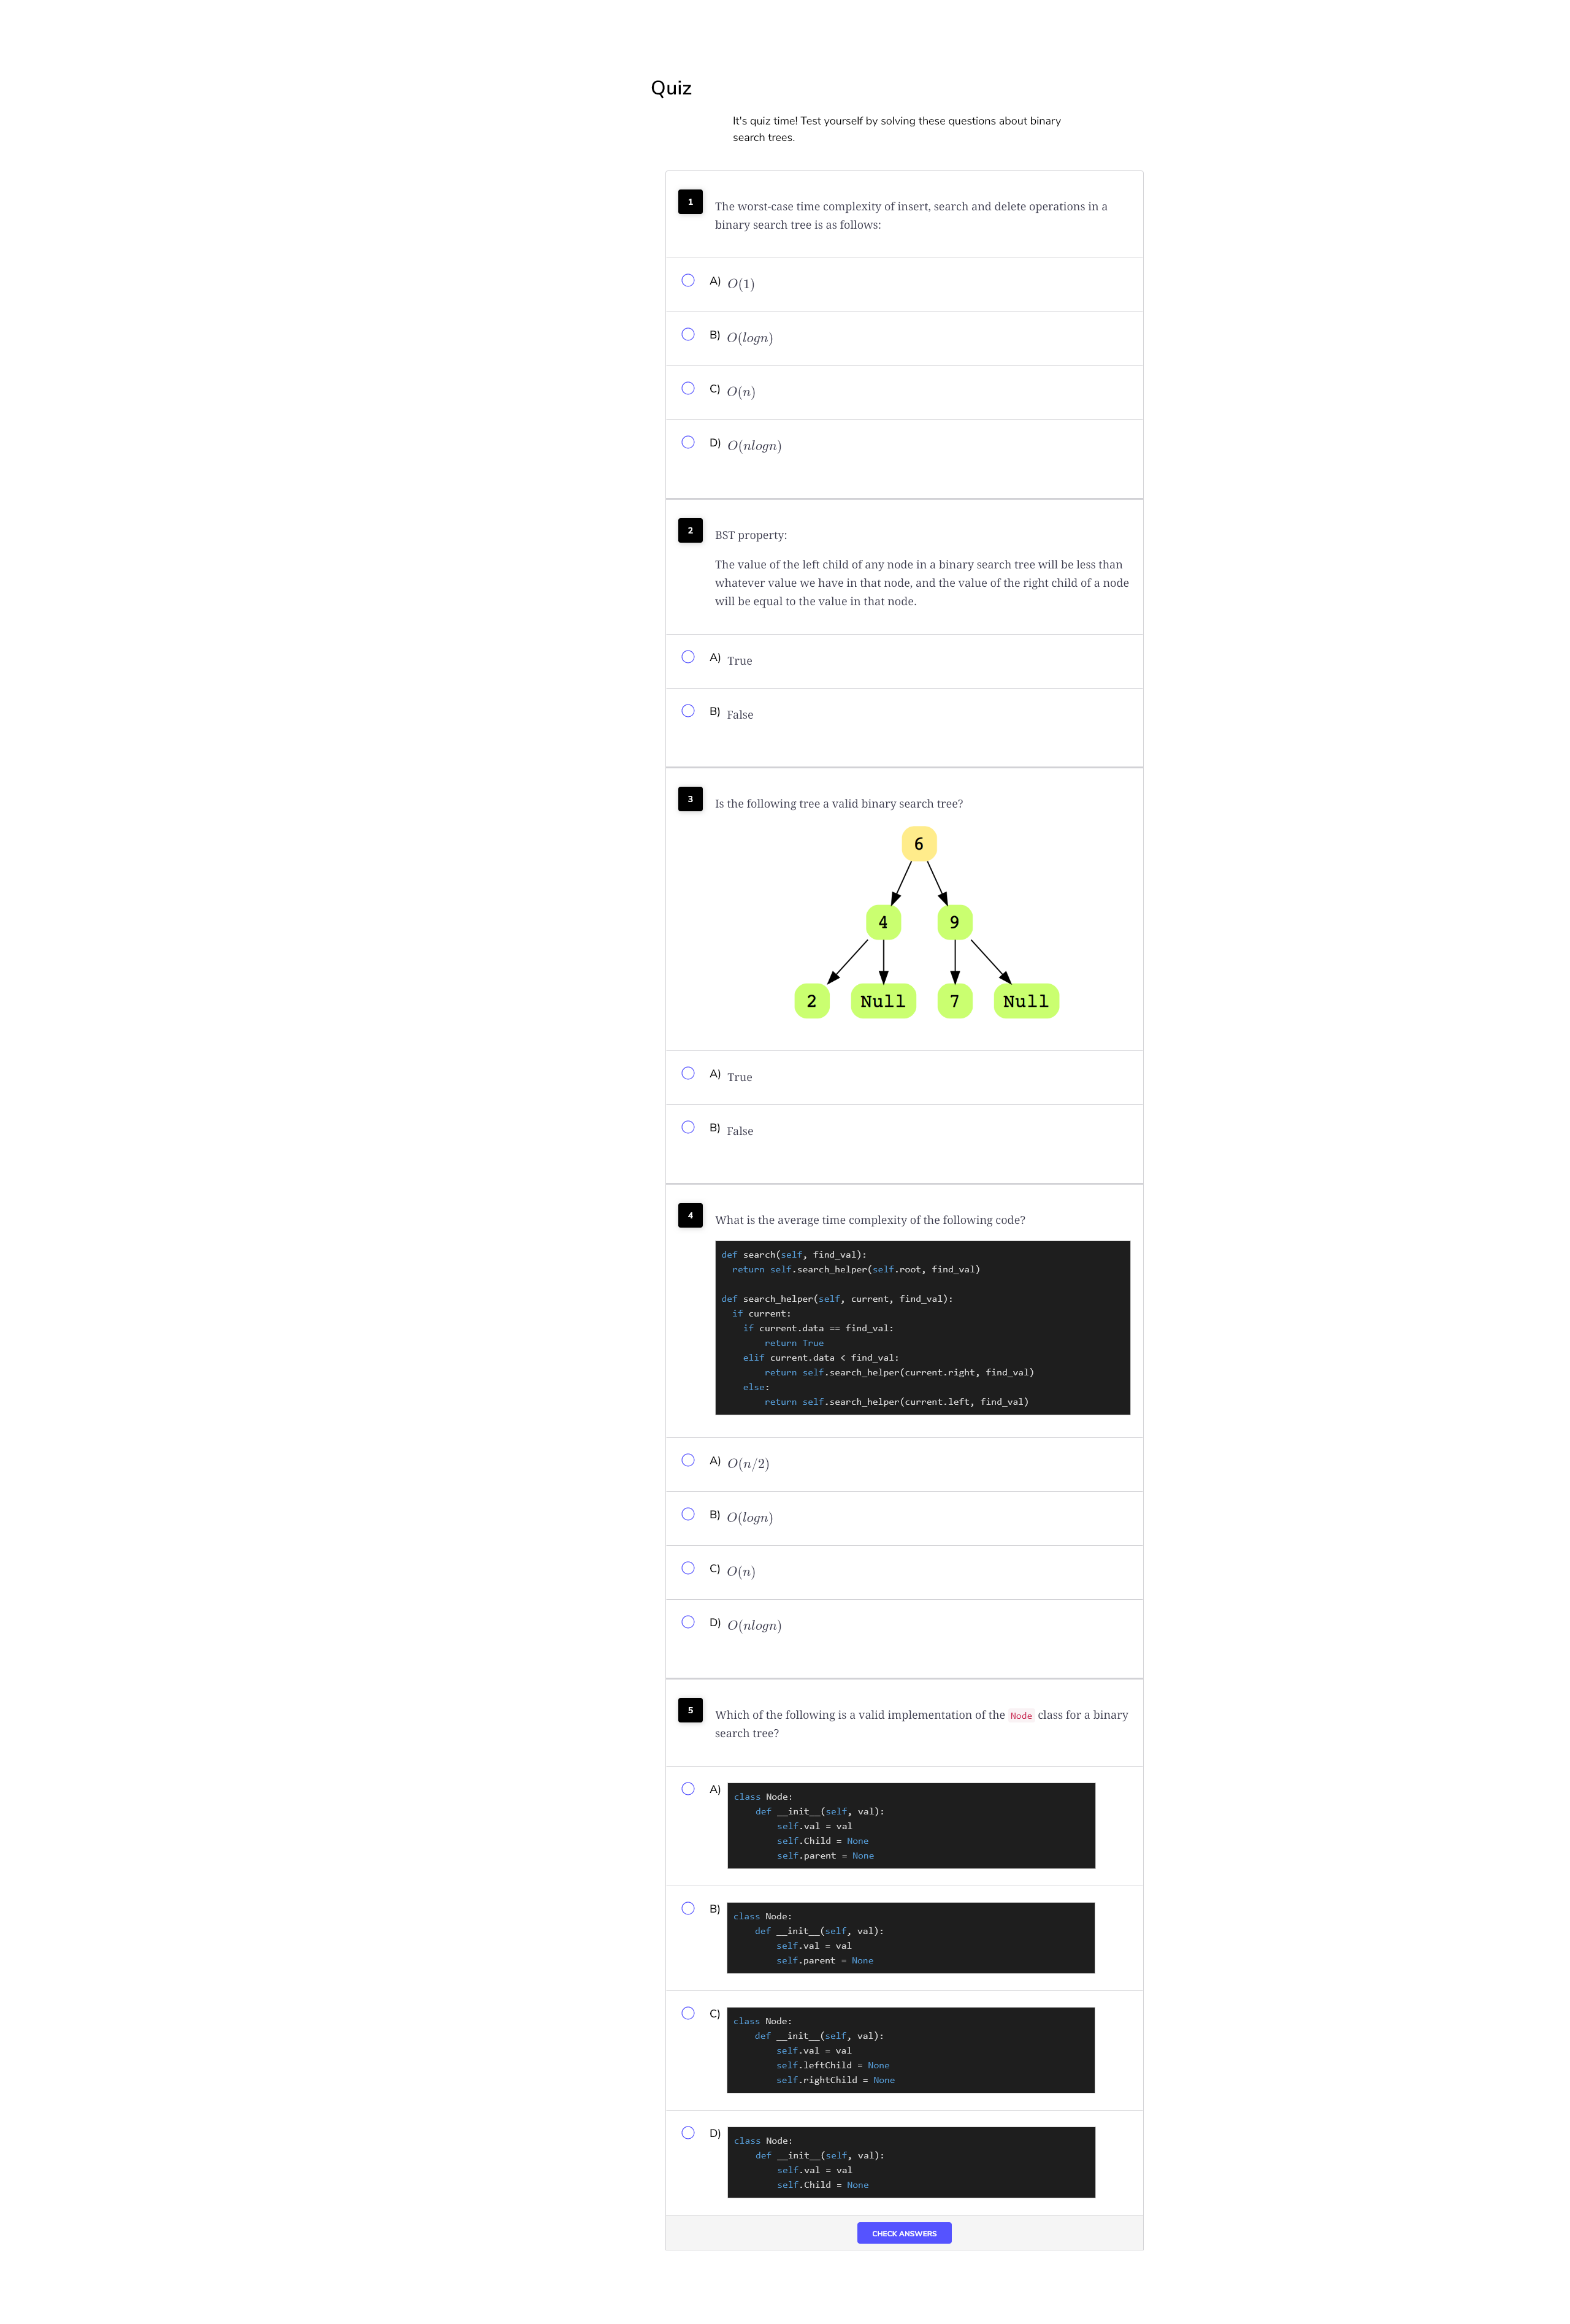 Quiz
It's quiz time! Test yourself by solving these questions about binary
search trees.
1
The worst-case time complexity of insert, search and delete operations in a
binary search tree is as follows:
A) O(1)
B) O(logn)
C) O(n)
D) O(nlogn)
2
BST property:
The value of the left child of any node in a binary search tree will be less than
whatever value we have in that node, and the value of the right child of a node
will be equal to the value in that node.
A) True
B) False
3
Is the following tree a valid binary search tree?
6
4 9
2 Null 7 Null
A) True
B) False
4
What is the average time complexity of the following code?
def search(self, find_val):
  return self.search_helper(self.root, find_val)

def search_helper(self, current, find_val):
  if current:
    if current.data == find_val:
        return True
    elif current.data < find_val:
        return self.search_helper(current.right, find_val)
    else:
        return self.search_helper(current.left, find_val)
A) O(n/2)
B) O(logn)
C) O(n)
D) O(nlogn)
5
Which of the following is a valid implementation of the Node class for a binary
search tree?
A)
class Node:
    def __init__(self, val):
        self.val = val
        self.Child = None
        self.parent = None
B)
class Node:
    def __init__(self, val):
        self.val = val
        self.parent = None
C)
class Node:
    def __init__(self, val):
        self.val = val
        self.leftChild = None
        self.rightChild = None
D)
class Node:
    def __init__(self, val):
        self.val = val
        self.Child = None
CHECK ANSWERS